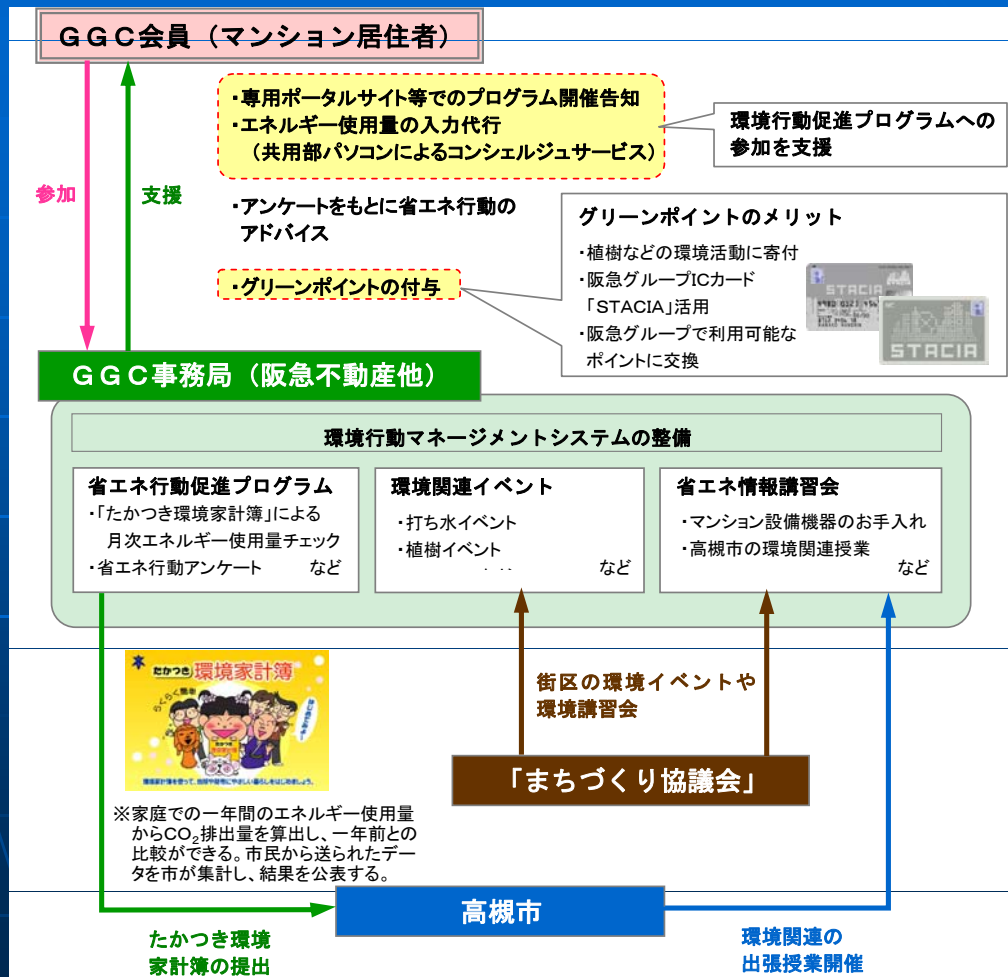 ＧＧＣ会員（マンション居住者）
・専用ポータルサイト等でのプログラム開催告知
・エネルギー使用量の入力代行
（共用部パソコンによるコンシェルジュサービス）
環境行動促進プログラムへの
参加を支援
参加
支援
・アンケートをもとに省エネ行動の
アドバイス
・グリーンポイントの付与
グリーンポイントのメリット
・植樹などの環境活動に寄付
・阪急グループICカード
「STACIA」活用
・阪急グループで利用可能な
ポイントに交換
STACIA
STACIA
ＧＧＣ事務局（阪急不動産他）
環境行動マネージメントシステムの整備
省エネ行動促進プログラム
・「たかつき環境家計簿」による
月次エネルギー使用量チェック
・省エネ行動アンケート　　など
環境関連イベント
・打ち水イベント
・植樹イベント
など
省エネ情報講習会
・マンション設備機器のお手入れ
・高槻市の環境関連授業
など
たかつき環境家計簿
らくらく簡単
はじめてみよう！
街区の環境イベントや
環境講習会
「まちづくり協議会」
※家庭での一年間のエネルギー使用量
からCO₂排出量を算出し、一年前との
比較ができる。市民から送られたデー
タを市が集計し、結果を公表する。
高槻市
たかつき環境
家計簿の提出
環境関連の
出張授業開催